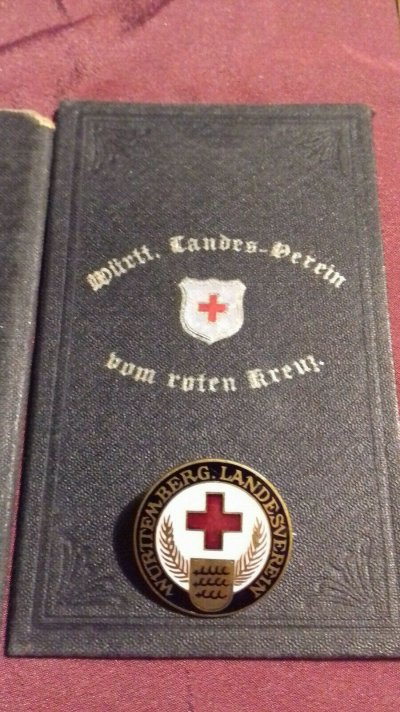 Württ. Landes-Verein
vom roten Kreuz.
WÜRTTEMBERG. LANDESVEREIN